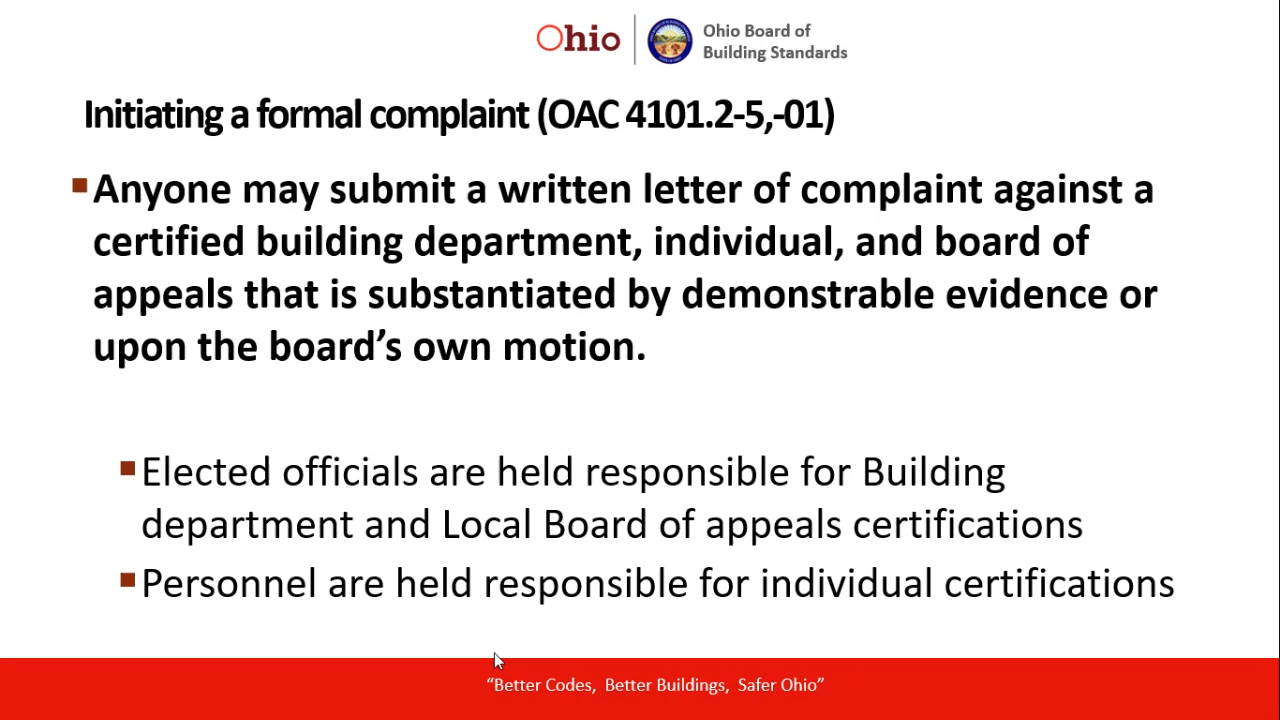 Ohio
Ohio Board of
Building Standards
Initiating a formal complaint (OAC 4101.2-5,-01)
Anyone may submit a written letter of complaint against a
certified building department, individual, and board of
appeals that is substantiated by demonstrable evidence or
upon the board’s own motion.
Elected officials are held responsible for Building
department and Local Board of appeals certifications
Personnel are held responsible for individual certifications
“Better Codes, Better Buildings, Safer Ohio”